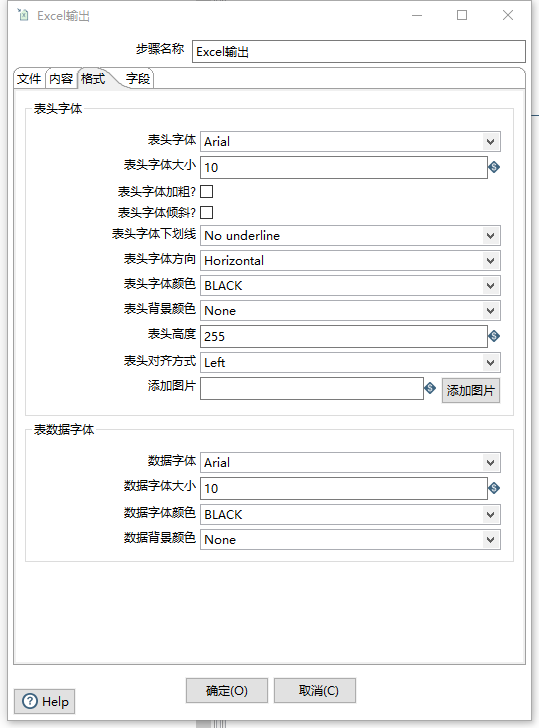 Excel输出
步骤名称 Excel输出
文件 内容 格式 字段
表头字体
表头字体 Arial
表头字体大小 10
表头字体加粗?
表头字体倾斜?
表头字体下划线 No underline
表头字体方向 Horizontal
表头字体颜色 BLACK
表头背景颜色 None
表头高度 255
表头对齐方式 Left
添加图片 添加图片
表数据字体
数据字体 Arial
数据字体大小 10
数据字体颜色 BLACK
数据背景颜色 None
Help 确定(O) 取消(C)